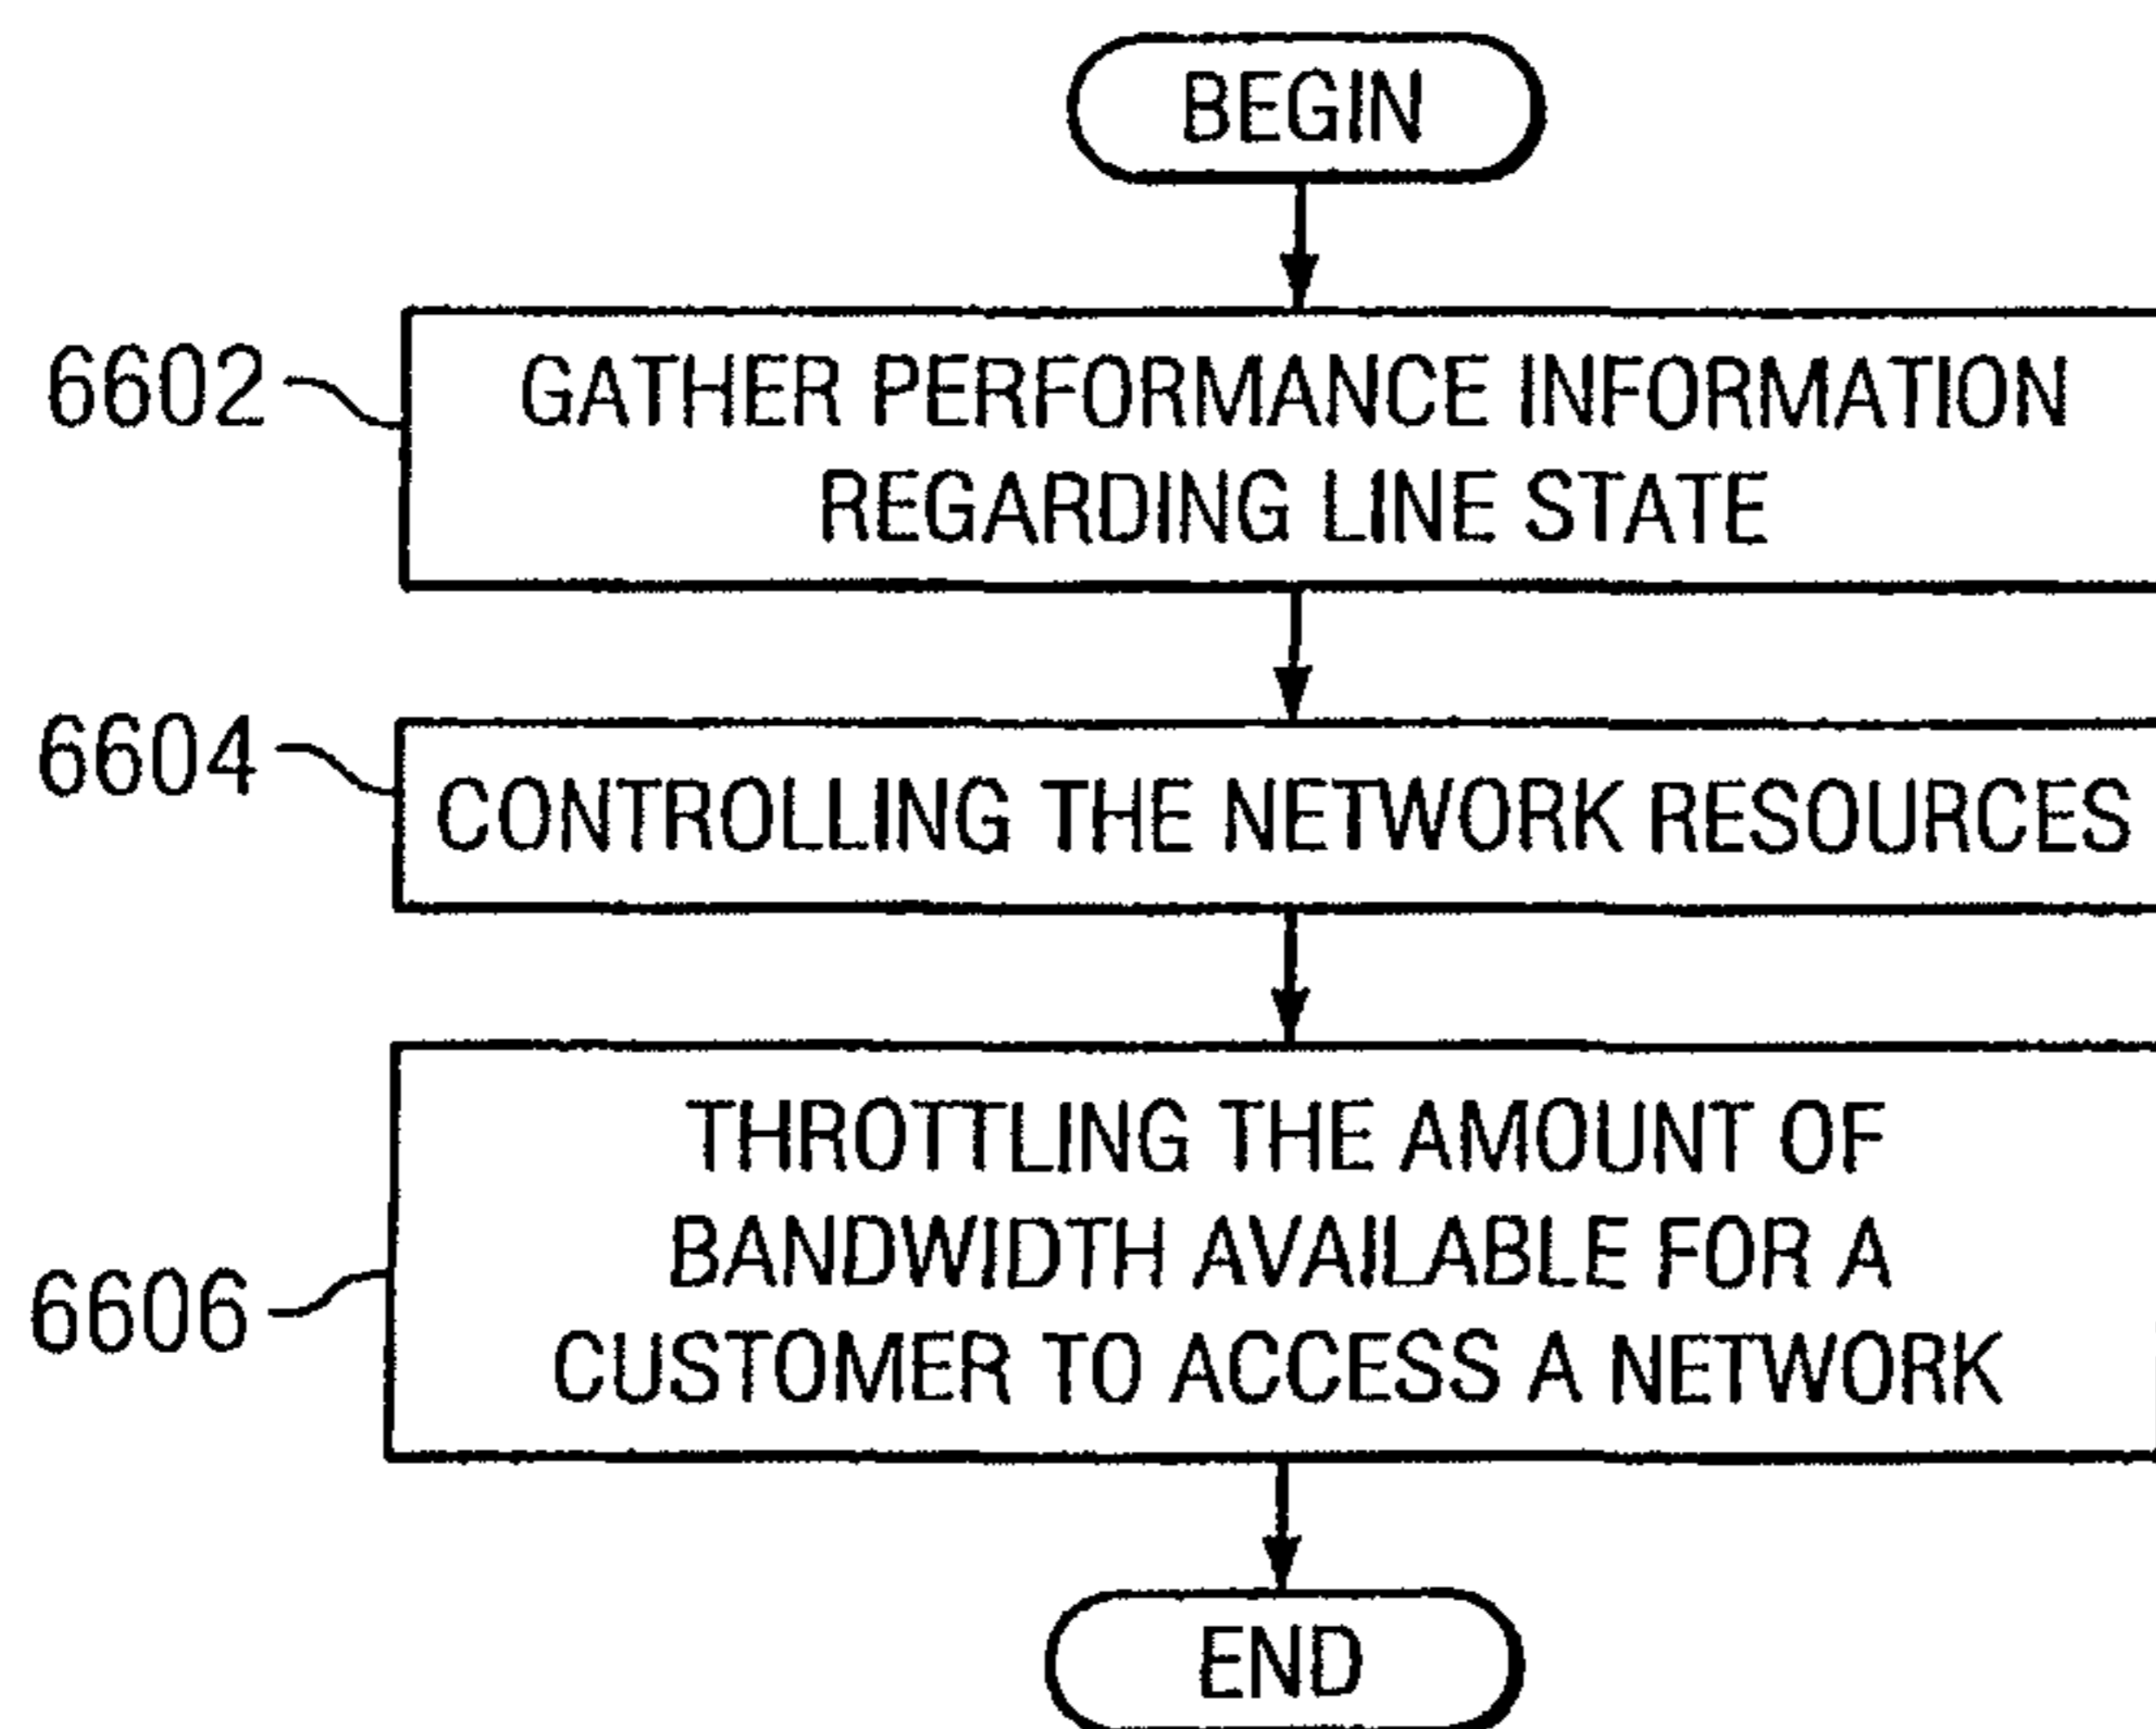 BEGIN
6602
GATHER PERFORMANCE INFORMATION
REGARDING LINE STATE
6604
CONTROLLING THE NETWORK RESOURCES
6606
THROTTLING THE AMOUNT OF
BANDWIDTH AVAILABLE FOR A
CUSTOMER TO ACCESS A NETWORK
END